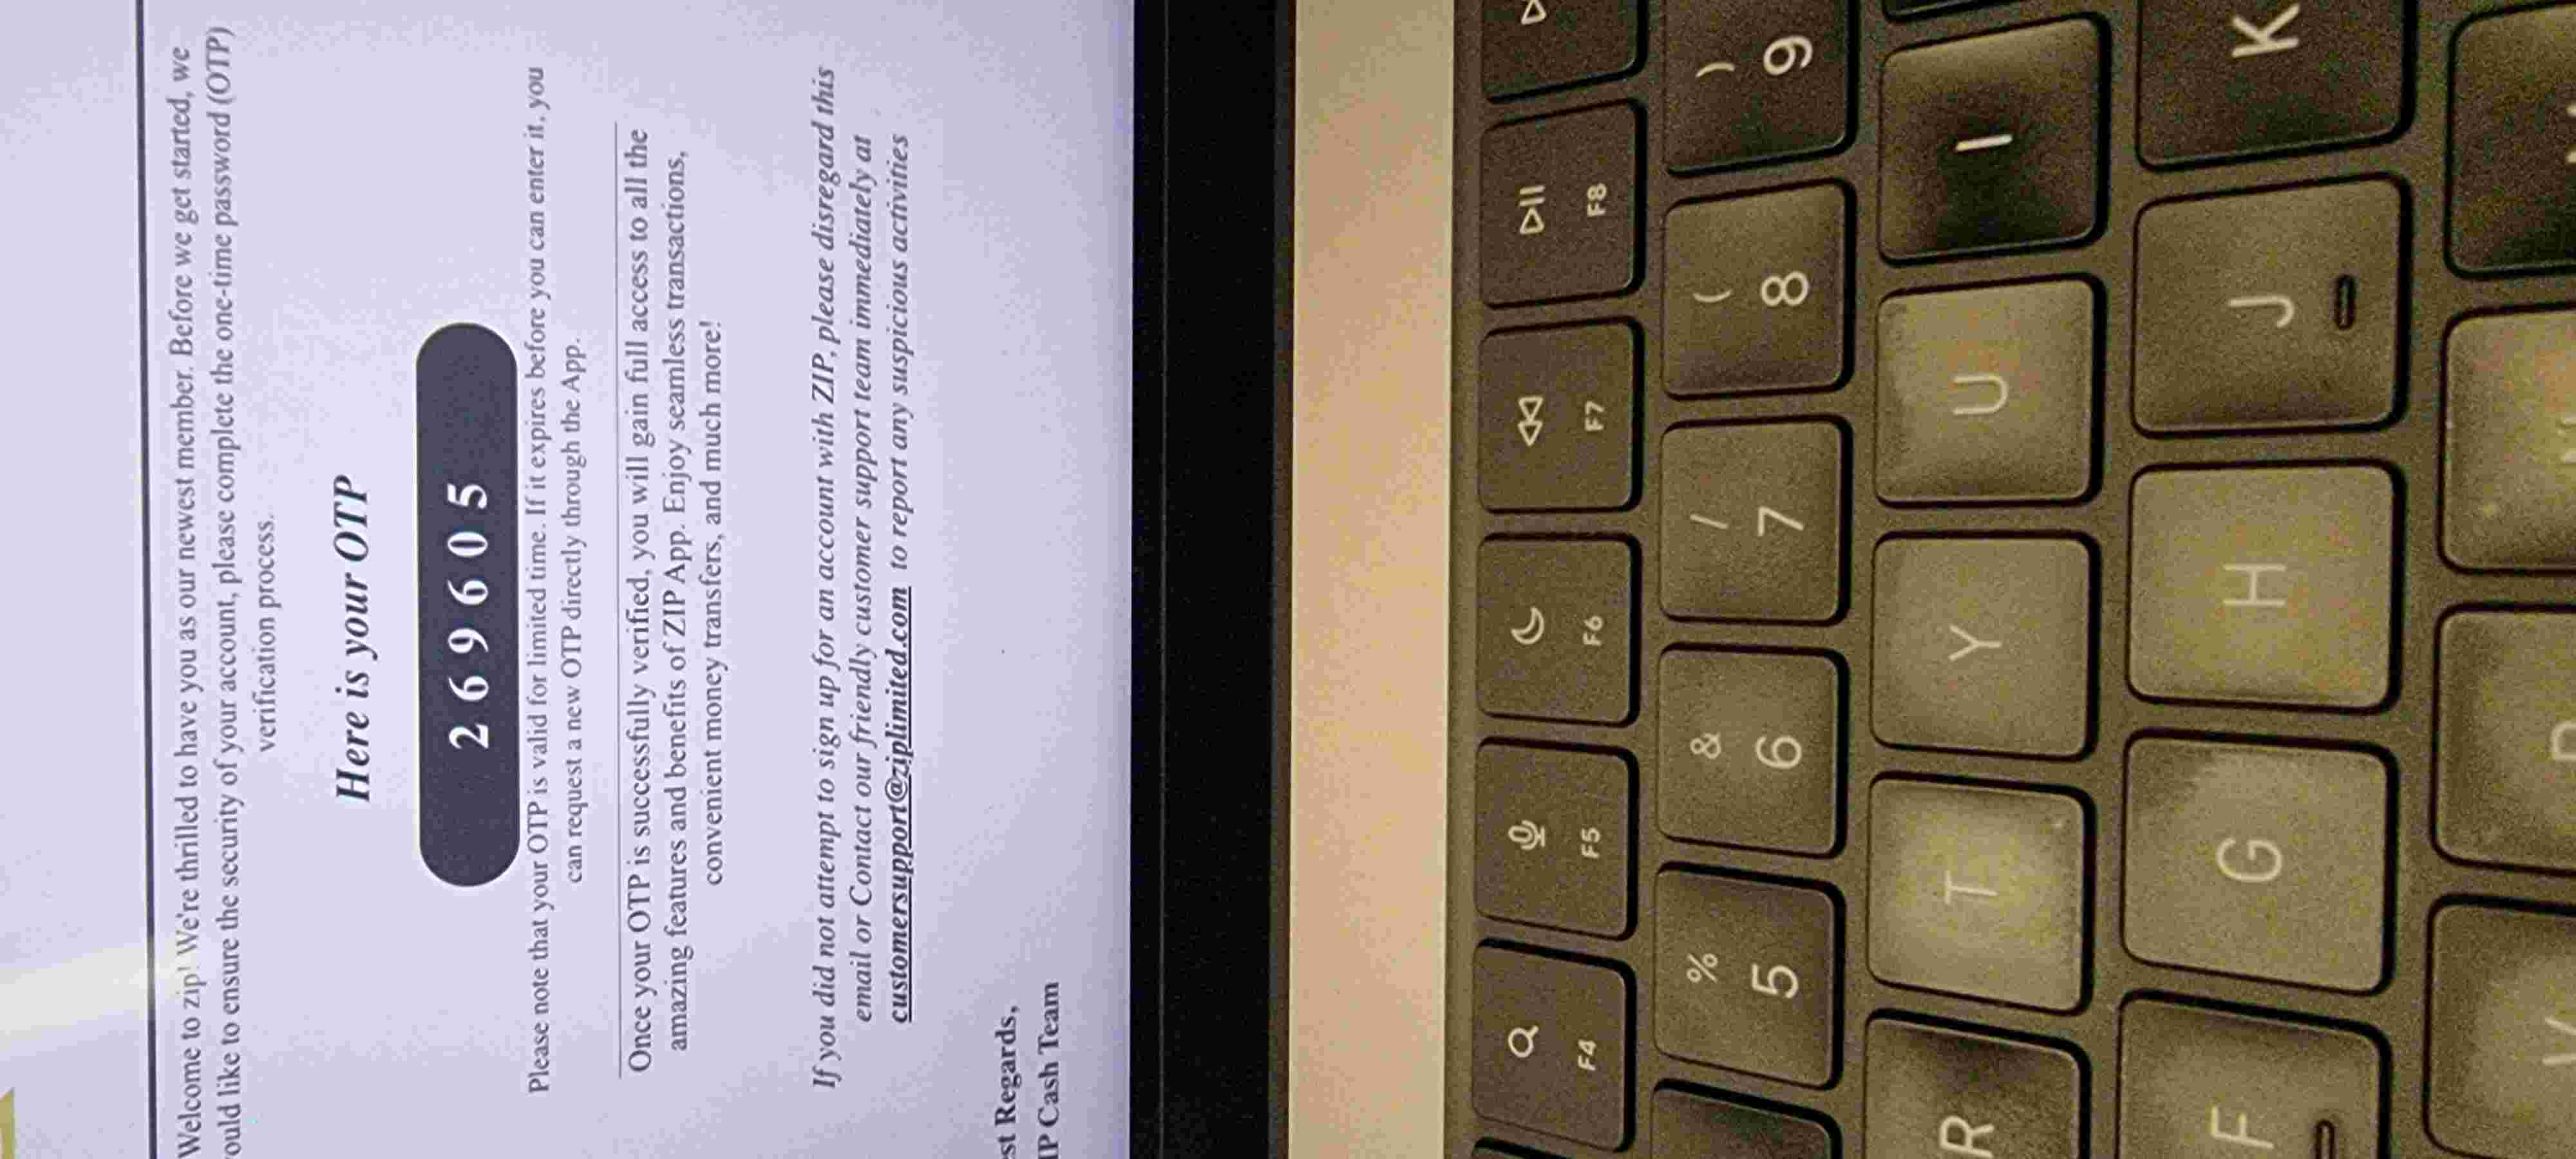 Welcome to zip! We're thrilled to have you as our newest member. Before we get started, we
ould like to ensure the security of your account, please complete the one-time password (OTP)
verification process.
Here is your OTP
2 6 9 6 0 5
Please note that your OTP is valid for limited time. If it expires before you can enter it, you
can request a new OTP directly through the App.
Once your OTP is successfully verified, you will gain full access to all the
amazing features and benefits of ZIP App. Enjoy seamless transactions,
convenient money transfers, and much more!
If you did not attempt to sign up for an account with ZIP, please disregard this
email or Contact our friendly customer support team immediately at
customersupport@ziplimited.com to report any suspicious activities
est Regards,
IP Cash Team
F4 F5 F6 F7 F8
% & / ( )
5 6 7 8 9
R T Y U I
F G H J K